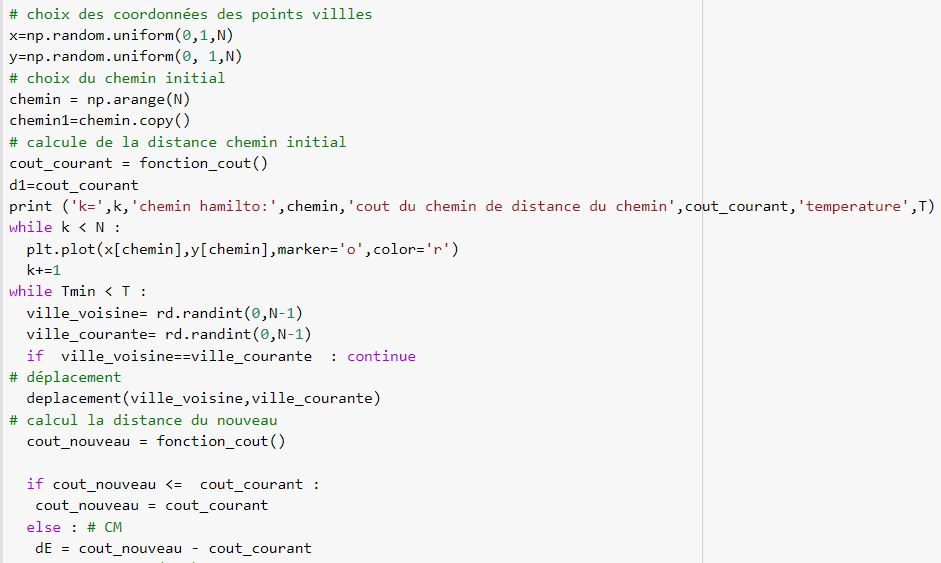 # choix des coordonnées des points villles
x=np.random.uniform(0,1,N)
y=np.random.uniform(0, 1,N)
# choix du chemin initial
chemin = np.arange(N)
chemin1=chemin.copy()
# calcule de la distance chemin initial
cout_courant = fonction_cout()
d1=cout_courant
print ('k=',k,'chemin hamilto:',chemin,'cout du chemin de distance du chemin',cout_courant,'temperature',T)
while k < N :
  plt.plot(x[chemin],y[chemin],marker='o',color='r')
  k+=1
while Tmin < T :
  ville_voisine= rd.randint(0,N-1)
  ville_courante= rd.randint(0,N-1)
  if  ville_voisine==ville_courante  : continue
# déplacement
  deplacement(ville_voisine,ville_courante)
# calcul la distance du nouveau
  cout_nouveau = fonction_cout()
  if cout_nouveau <=  cout_courant :
   cout_nouveau = cout_courant
  else : # CM
   dE = cout_nouveau - cout_courant